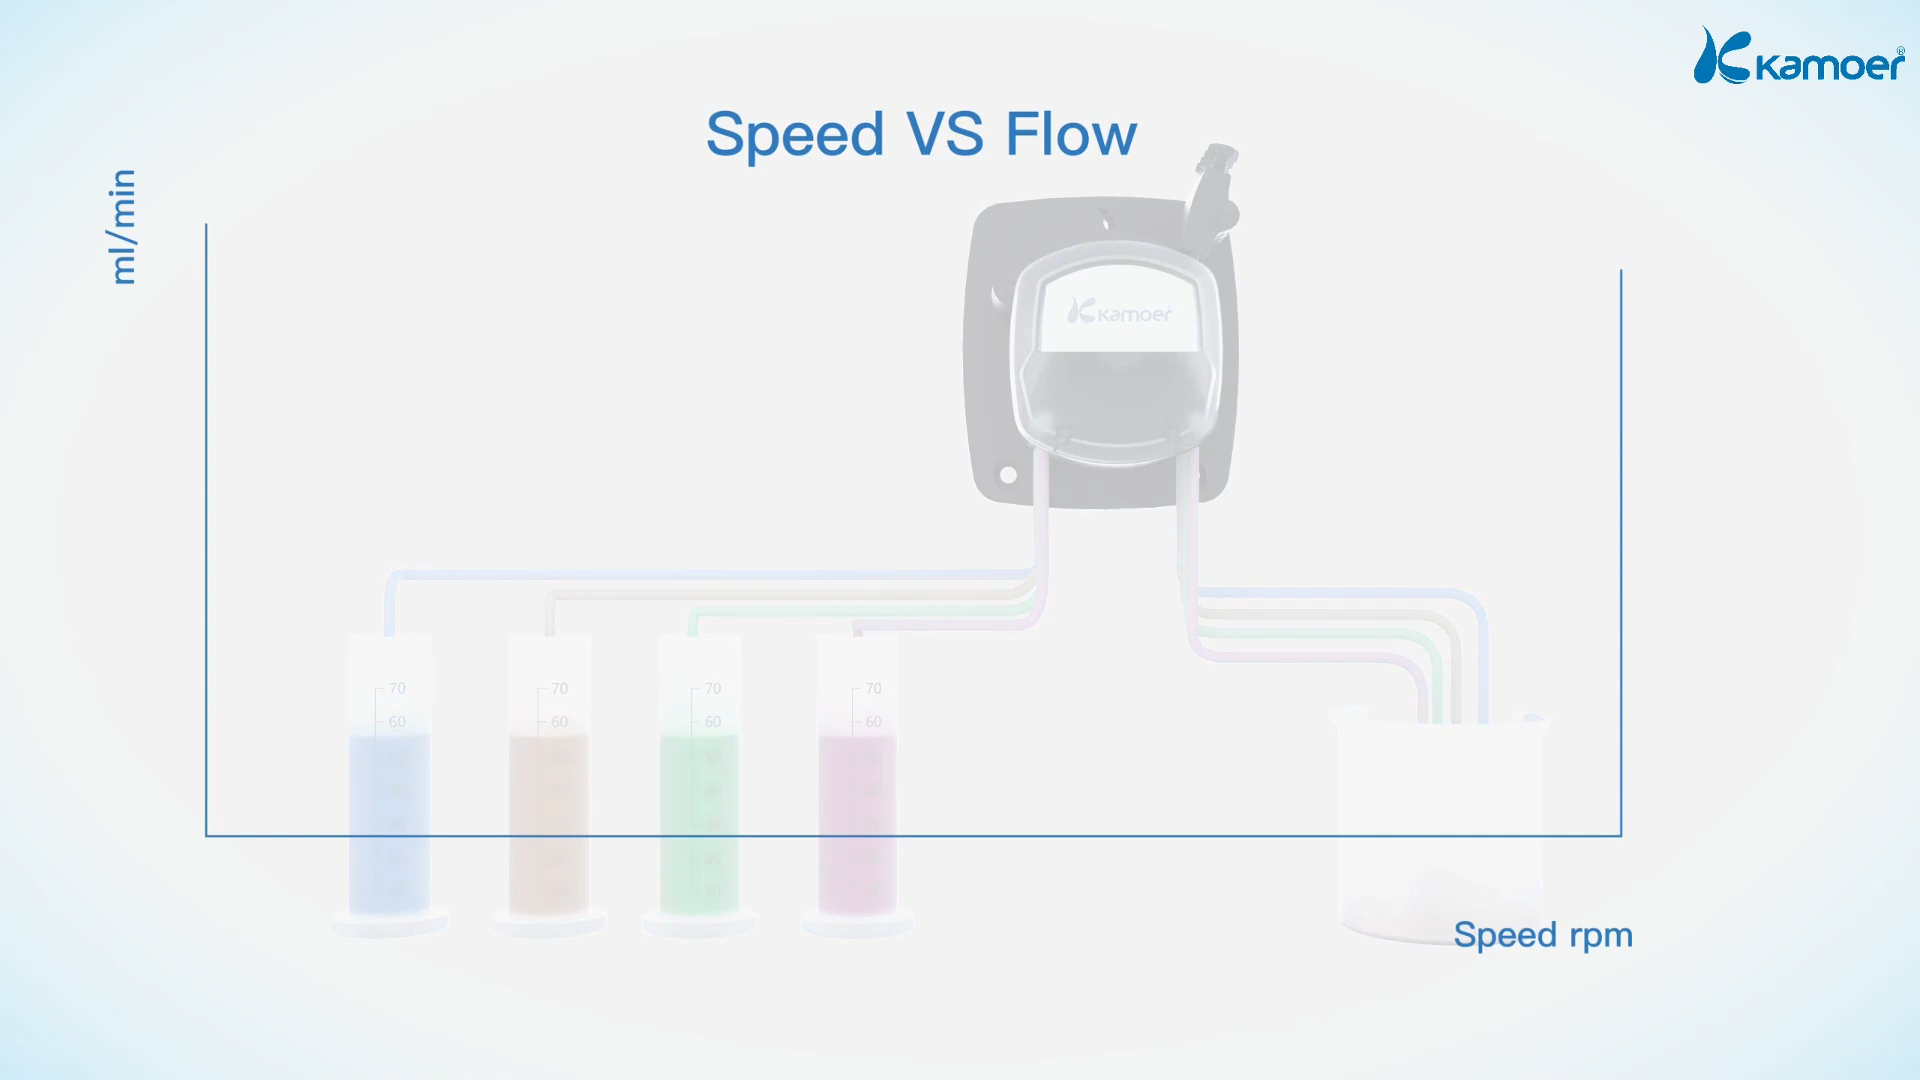 Kamoer®
Speed VS Flow
ml/min
Kamoer
70 70 70 70
60 60 60 60
Speed rpm